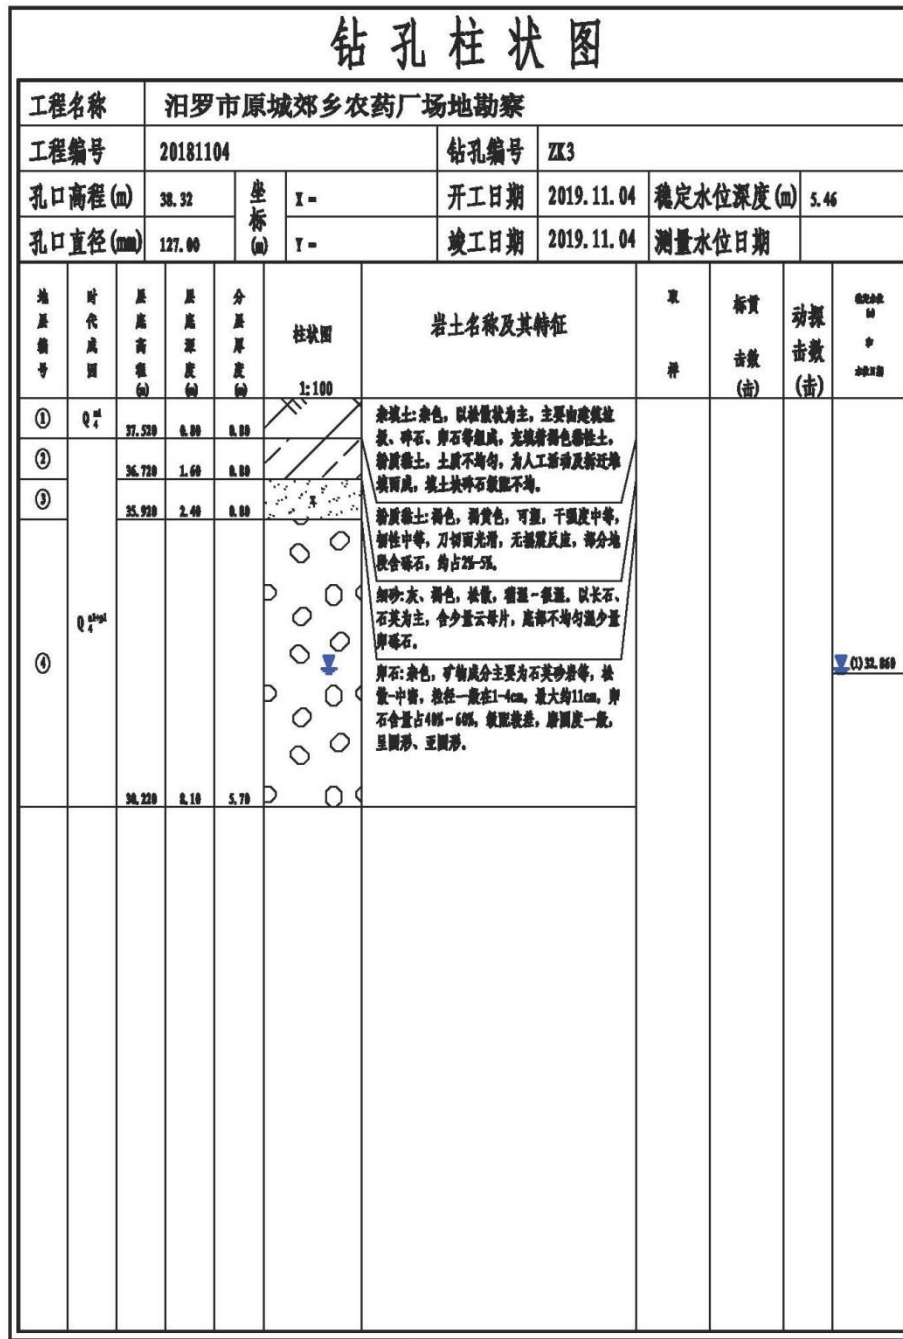 钻孔柱状图
工程名称 汨罗市原城郊乡农药厂场地勘察
工程编号 20181104 钻孔编号 ZK3
孔口高程(m) 38.32 坐标(m) X= 开工日期 2019.11.04 稳定水位深度(m) 5.46
孔口直径(mm) 127.00 Y= 竣工日期 2019.11.04 测量水位日期
地层编号 时代成因 层底高程(m) 层底深度(m) 分层厚度(m) 柱状图 1:100 岩土名称及其特征 取样 标贯击数(击) 动探击数(击)
① Q4ml 37.520 0.80 0.80
杂填土:杂色,以松散状为主,主要由建筑垃
圾、碎石、卵石等组成,充填着褐色黏性土,
粉质黏土,土质不均匀,为人工活动及拆迁堆
填而成,填土块碎石级配不均。
② 36.720 1.60 0.80
粉质黏土:褐色,褐黄色,可塑,干强度中等,
韧性中等,刀切面光滑,无摇震反应,部分地
段含砾石,约占2%-5%。
③ 35.920 2.40 0.80
细砂:灰、褐色,松散,稍湿-很湿。以长石、
石英为主,含少量云母片,底部不均匀混少量
卵砾石。
④ Q4al+pl 30.220 8.10 5.70
卵石:杂色,矿物成分主要为石英砂岩等,松
散-中密,粒径一般在1-4cm,最大约11cm,卵
石含量占40%-60%,级配较差,磨圆度一般,
呈圆形、亚圆形。
(1)32.860